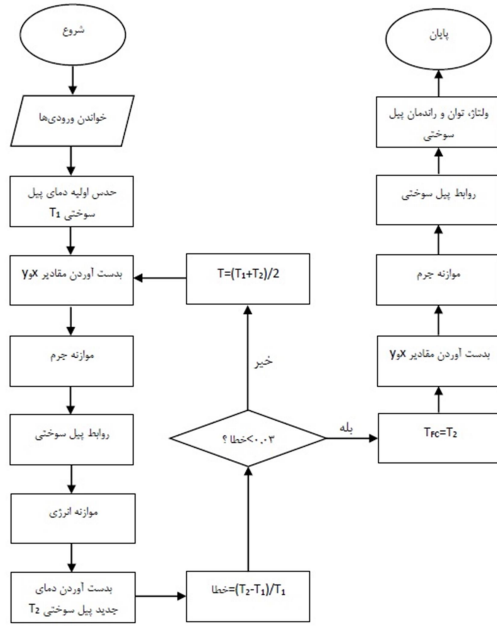 شروع
خواندن ورودی‌ها
حدس اولیه دمای پیل
سوختی T₁
بدست آوردن مقادیر xوy
موازنه جرم
روابط پیل سوختی
موازنه انرژی
بدست آوردن دمای
جدید پیل سوختی T₂
خطا=(T₂-T₁)/T₁
خطا<۰.۰۳ ؟
خیر
T=(T₁+T₂)/2
بله
T_FC=T₂
بدست آوردن مقادیر xوy
موازنه جرم
روابط پیل سوختی
ولتاژ, توان و راندمان پیل
سوختی
پایان